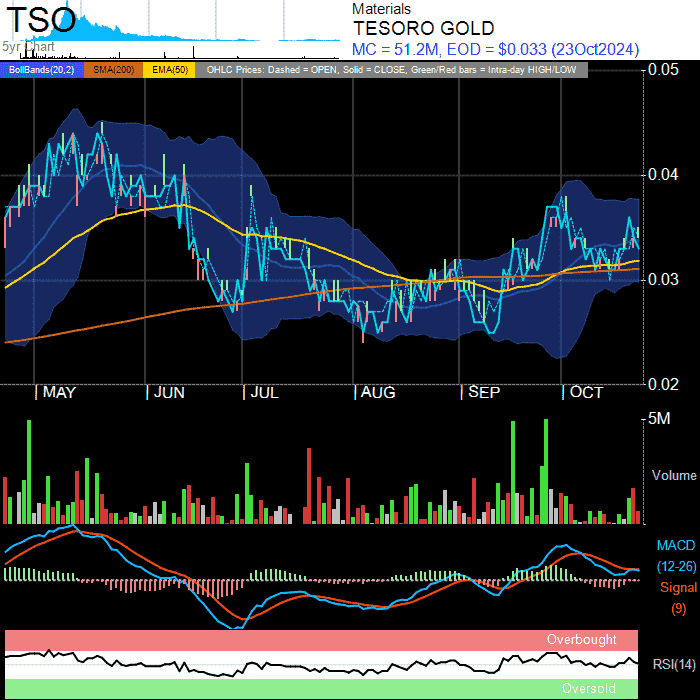 TSO
5yr Chart
Materials
TESORO GOLD
MC = 51.2M, EOD = $0.033 (23Oct2024)
BollBands(20,2) SMA(200) EMA(50) OHLC Prices: Dashed = OPEN, Solid = CLOSE, Green/Red bars = Intra-day HIGH/LOW
0.05
0.04
0.03
0.02
MAY JUN JUL AUG SEP OCT
5M
Volume
MACD
(12-26)
Signal
(9)
Overbought
RSI(14)
Oversold